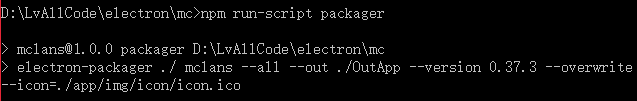 D:\LvAllCode\electron\mc>npm run-script packager
> mclans@1.0.0 packager D:\LvAllCode\electron\mc
> electron-packager ./ mclans --all --out ./OutApp --version 0.37.3 --overwrite
--icon=./app/img/icon/icon.ico